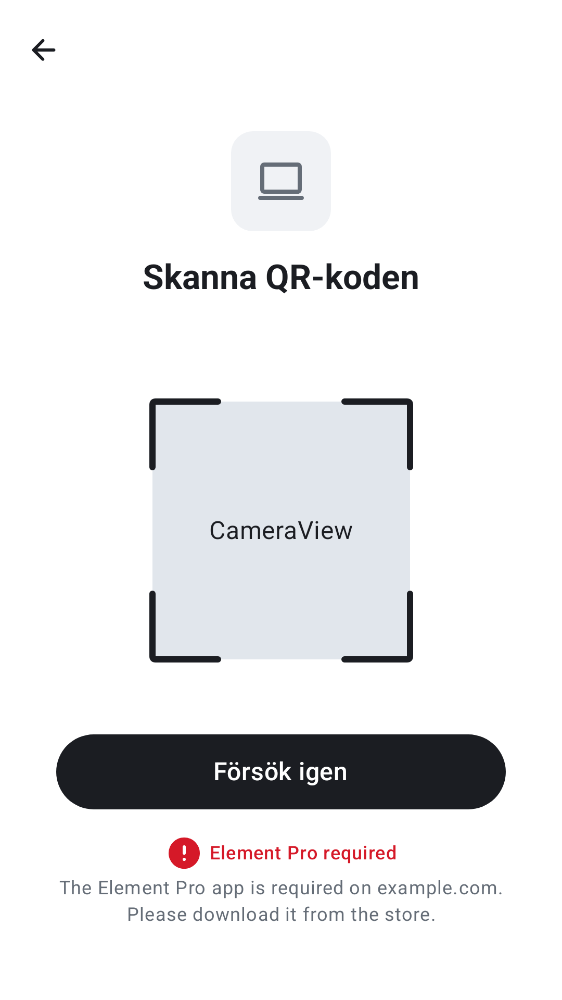 Skanna QR-koden
CameraView
Försök igen
Element Pro required
The Element Pro app is required on example.com.
Please download it from the store.